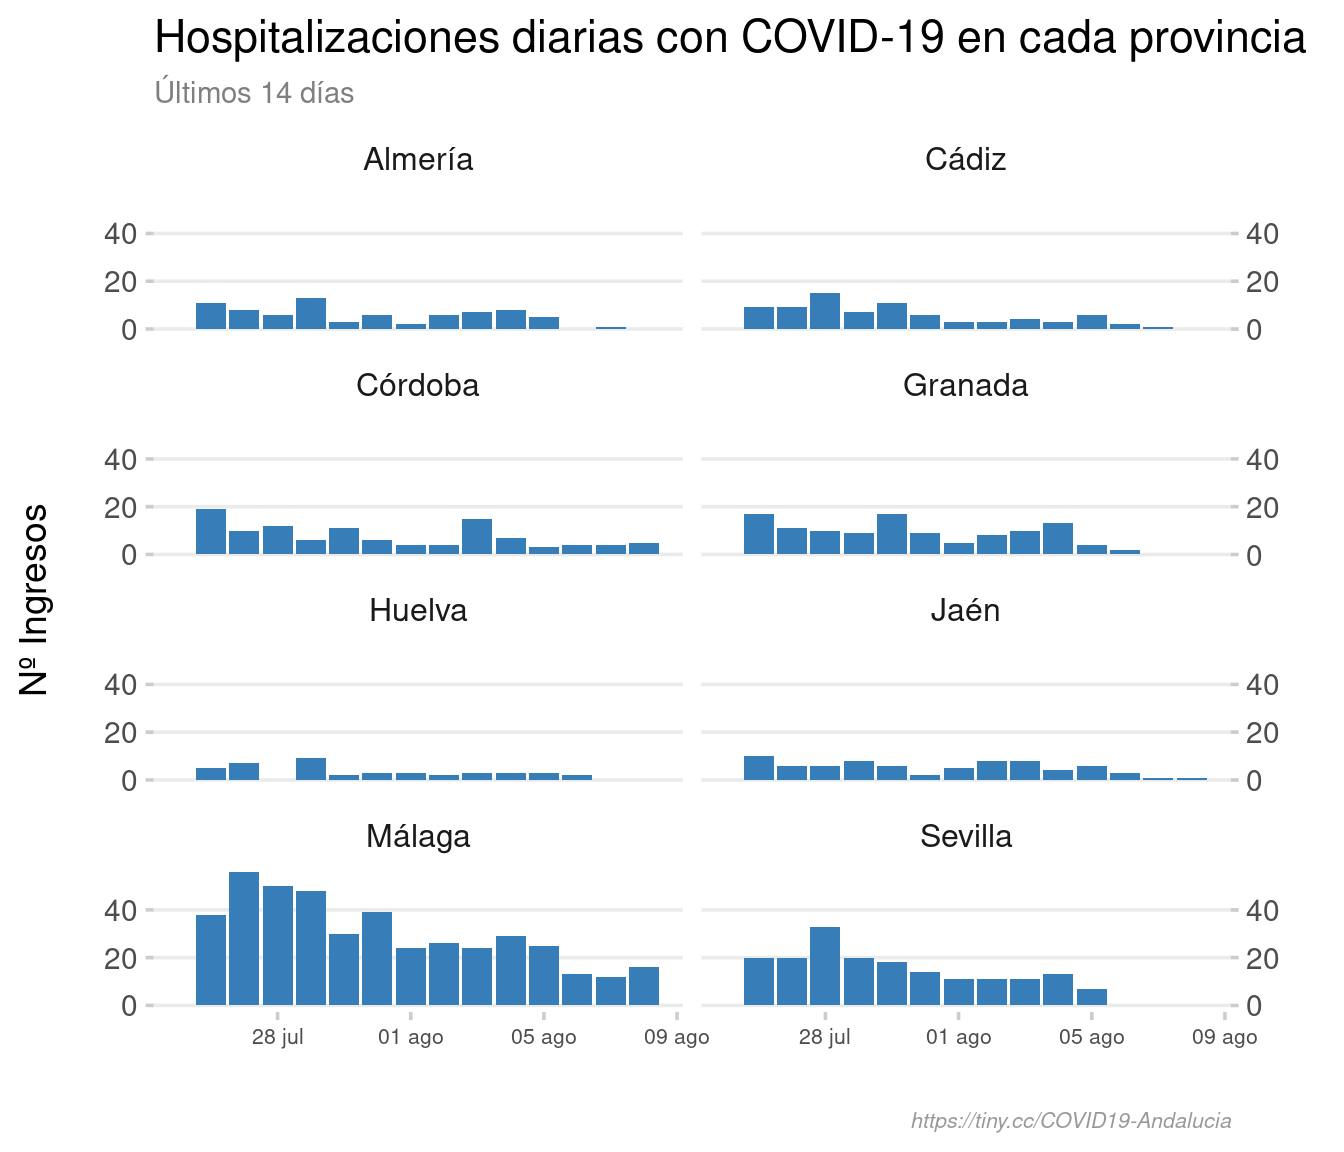 Hospitalizaciones diarias con COVID-19 en cada provincia
Últimos 14 días
Nº Ingresos
Almería
Cádiz
40
20
0
40
20
0
Córdoba
Granada
40
20
0
40
20
0
Huelva
Jaén
40
20
0
40
20
0
Málaga
Sevilla
40
20
0
40
20
0
28 jul 01 ago 05 ago 09 ago
28 jul 01 ago 05 ago 09 ago
https://tiny.cc/COVID19-Andalucia